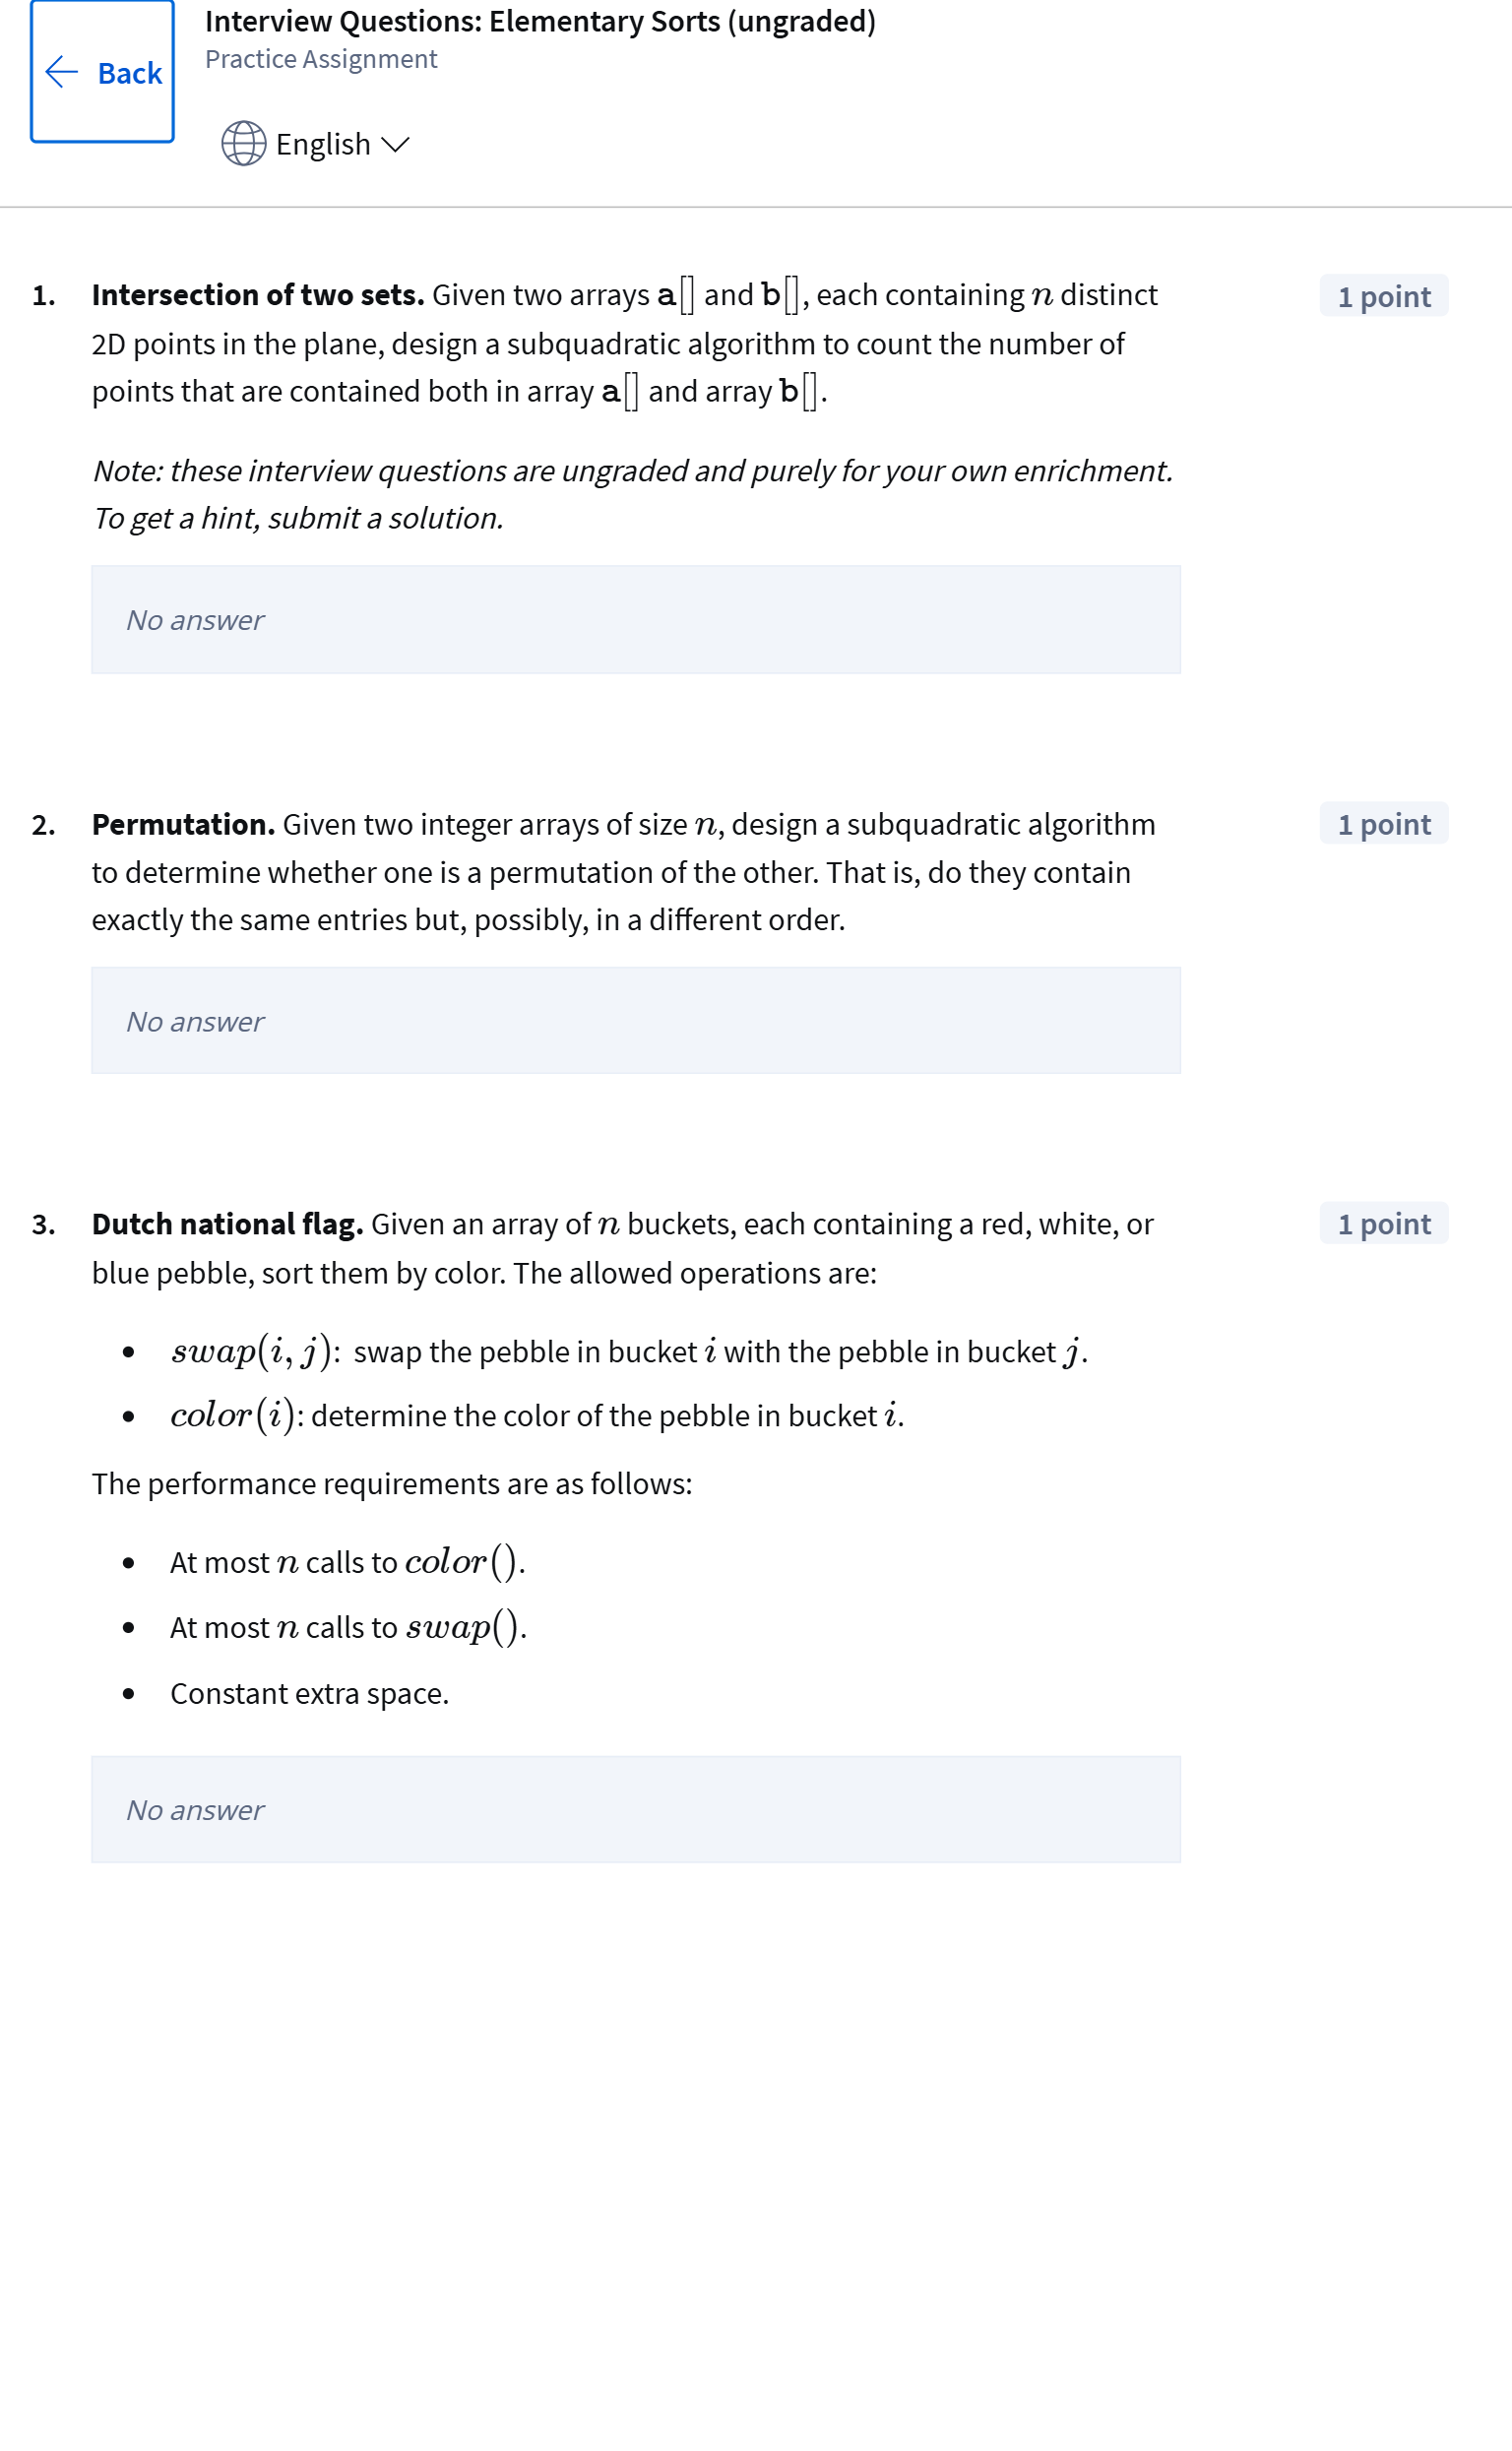 Interview Questions: Elementary Sorts (ungraded)
Practice Assignment
Back
English
1. Intersection of two sets. Given two arrays a[] and b[], each containing n distinct
1 point
2D points in the plane, design a subquadratic algorithm to count the number of
points that are contained both in array a[] and array b[].
Note: these interview questions are ungraded and purely for your own enrichment.
To get a hint, submit a solution.
No answer
2. Permutation. Given two integer arrays of size n, design a subquadratic algorithm
1 point
to determine whether one is a permutation of the other. That is, do they contain
exactly the same entries but, possibly, in a different order.
No answer
3. Dutch national flag. Given an array of n buckets, each containing a red, white, or
1 point
blue pebble, sort them by color. The allowed operations are:
• swap(i, j): swap the pebble in bucket i with the pebble in bucket j.
• color(i): determine the color of the pebble in bucket i.
The performance requirements are as follows:
• At most n calls to color().
• At most n calls to swap().
• Constant extra space.
No answer